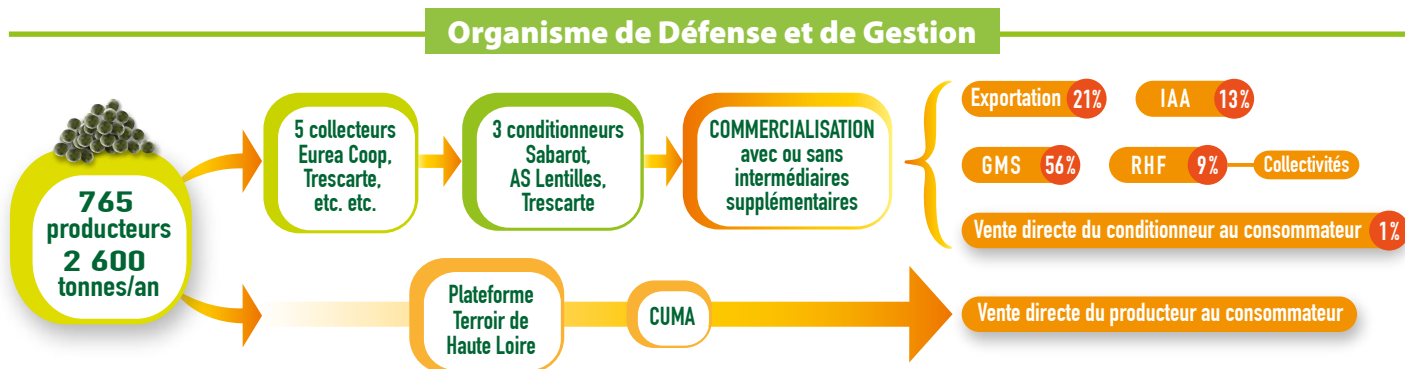 Organisme de Défense et de Gestion
765
producteurs
2 600
tonnes/an
5 collecteurs
Eurea Coop,
Trescarte,
etc. etc.
3 conditionneurs
Sabarot,
AS Lentilles,
Trescarte
COMMERCIALISATION
avec ou sans
intermédiaires
supplémentaires
Exportation 21%
IAA 13%
GMS 56%
RHF 9% Collectivités
Vente directe du conditionneur au consommateur 1%
Plateforme
Terroir de
Haute Loire
CUMA
Vente directe du producteur au consommateur